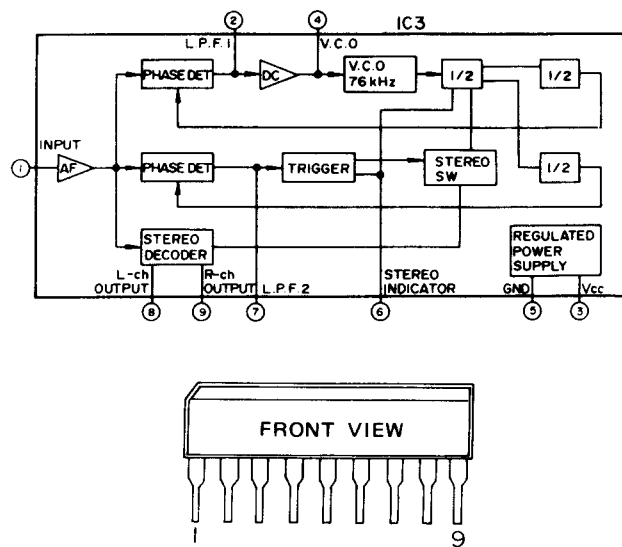 2 4 IC3
L.P.F.1 V.C.O
PHASE DET DC V.C.O
76kHz 1/2 1/2
INPUT
1 AF PHASE DET TRIGGER STEREO
SW 1/2
STEREO
DECODER REGULATED
POWER
SUPPLY
L-ch
OUTPUT R-ch
OUTPUT L.P.F.2 STEREO
INDICATOR GND Vcc
8 9 7 6 5 3
FRONT VIEW
1 9